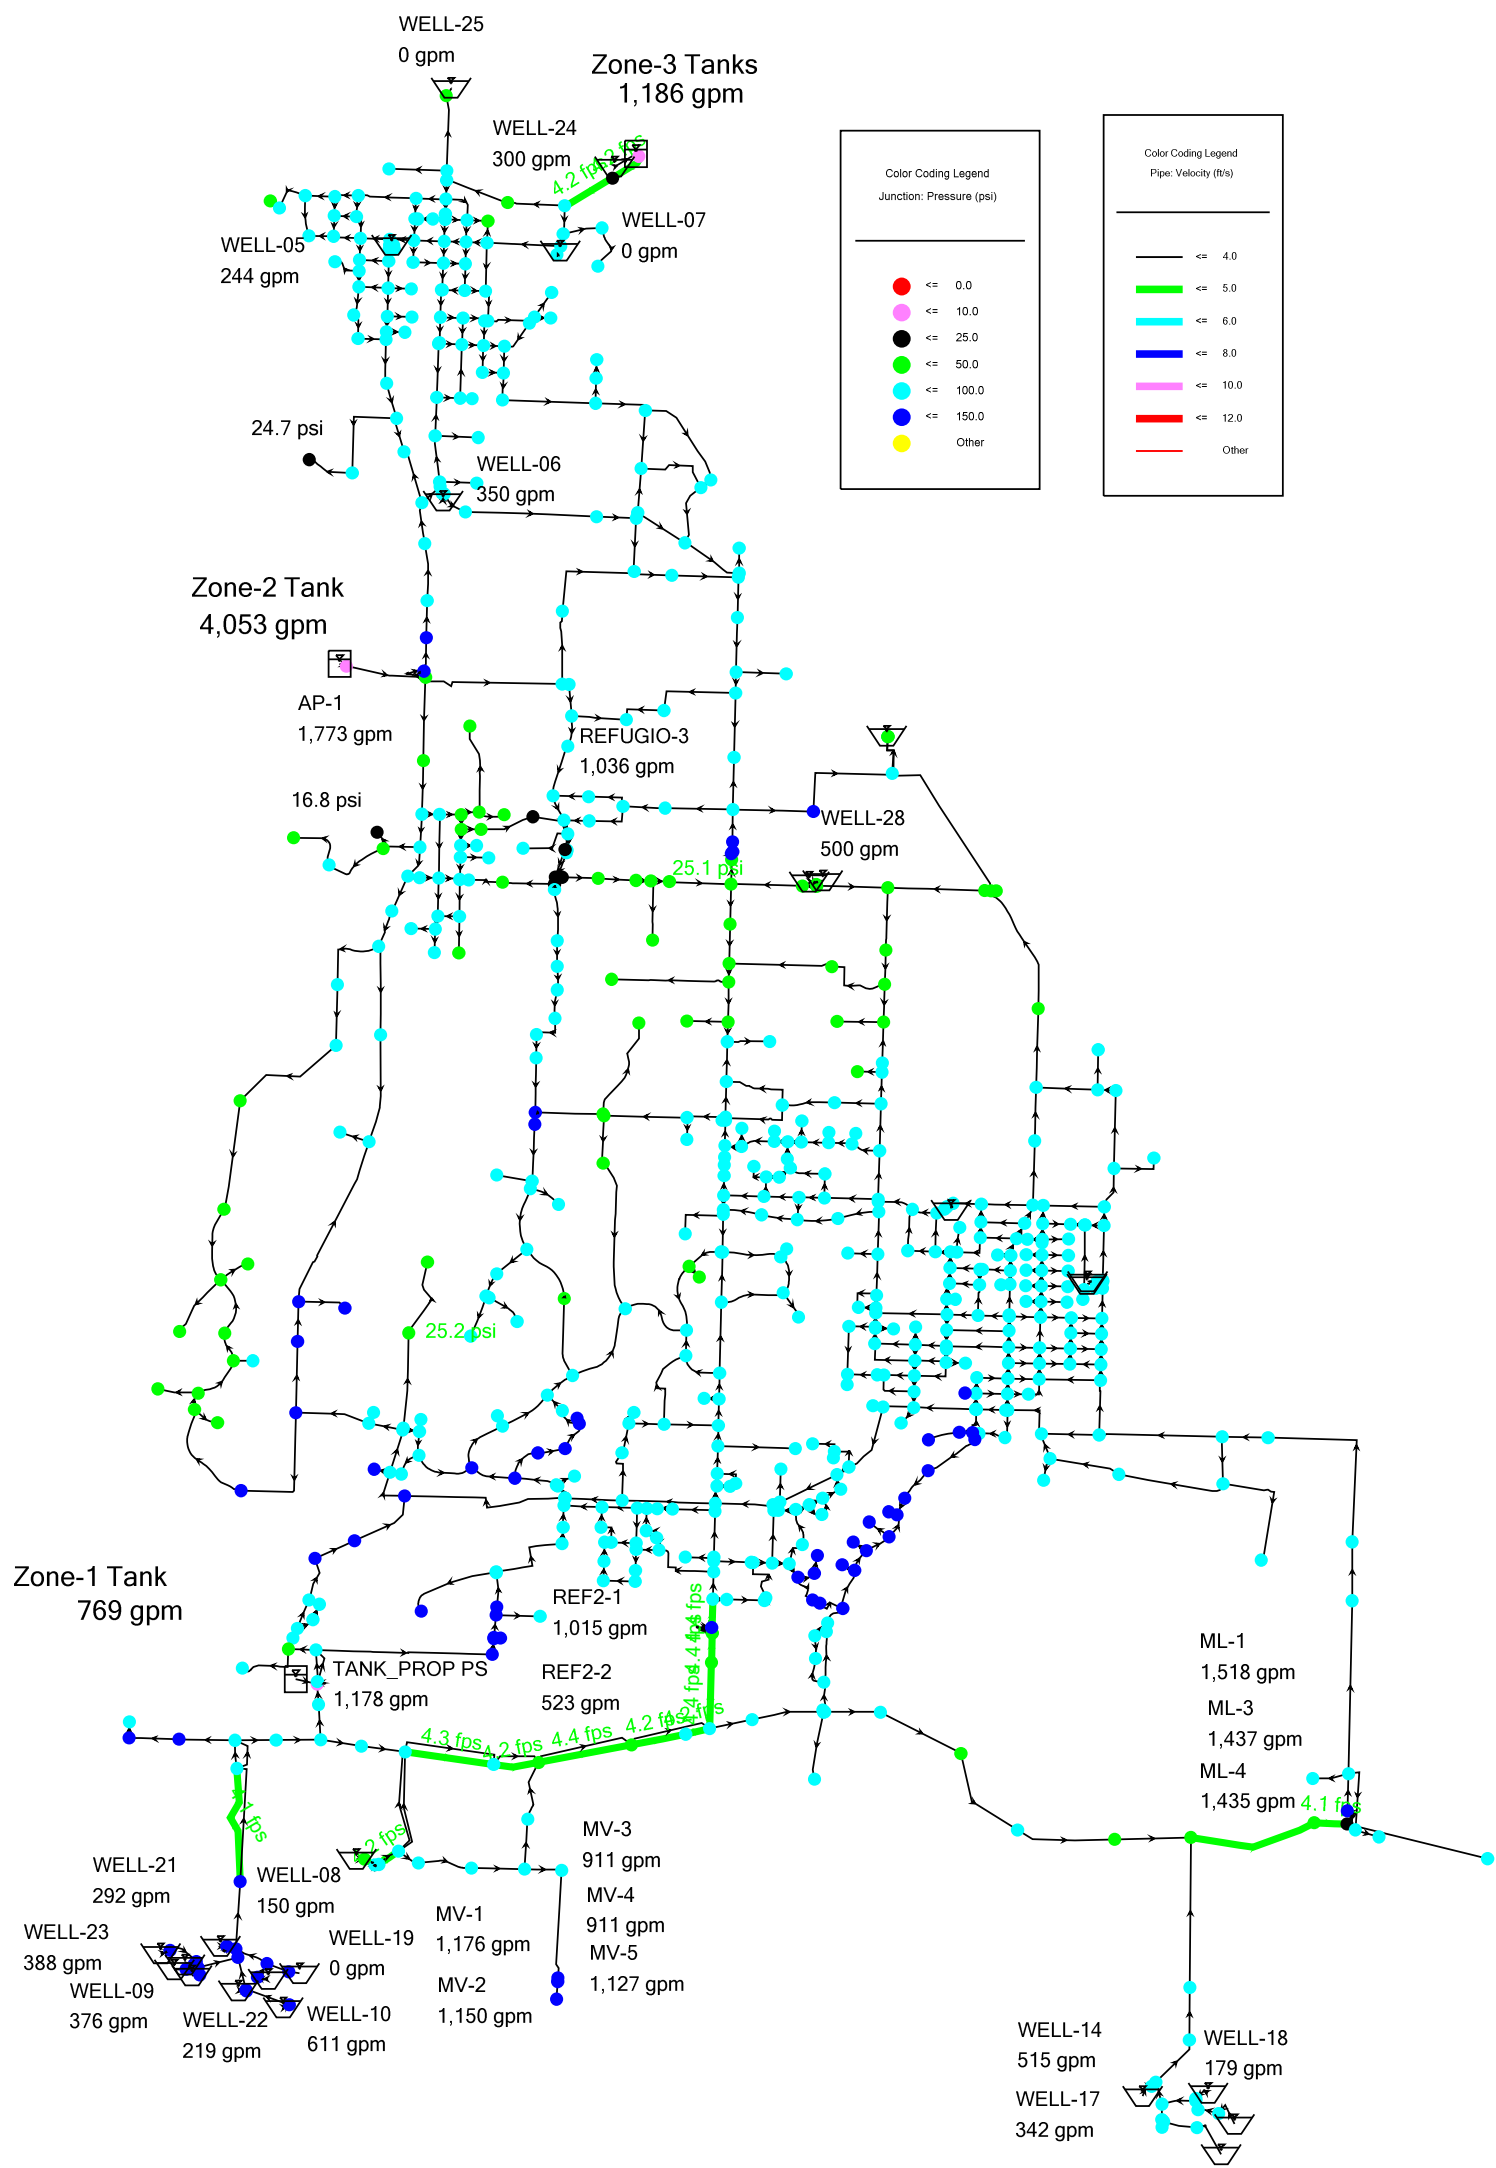 WELL-25
0 gpm
Zone-3 Tanks
1,186 gpm
WELL-24
300 gpm
4.2 fps
4.2 fps
WELL-07
0 gpm
WELL-05
244 gpm
Color Coding Legend
Junction: Pressure (psi)
<= 0.0
<= 10.0
<= 25.0
<= 50.0
<= 100.0
<= 150.0
Other
Color Coding Legend
Pipe: Velocity (ft/s)
<= 4.0
<= 5.0
<= 6.0
<= 8.0
<= 10.0
<= 12.0
Other
24.7 psi
WELL-06
350 gpm
Zone-2 Tank
4,053 gpm
AP-1
1,773 gpm
REFUGIO-3
1,036 gpm
16.8 psi
WELL-28
500 gpm
25.1 psi
25.2 psi
Zone-1 Tank
769 gpm
REF2-1
1,015 gpm
TANK_PROP PS
1,178 gpm
REF2-2
523 gpm
4.3 fps
4.2 fps
4.4 fps
4.2 fps
4.2 fps
ML-1
1,518 gpm
ML-3
1,437 gpm
ML-4
1,435 gpm
4.1 fps
MV-3
911 gpm
WELL-21
292 gpm
WELL-08
150 gpm
MV-4
911 gpm
MV-1
1,176 gpm
WELL-23
388 gpm
WELL-19
0 gpm
MV-5
1,127 gpm
WELL-09
376 gpm
MV-2
1,150 gpm
WELL-22
219 gpm
WELL-10
611 gpm
WELL-14
515 gpm
WELL-18
179 gpm
WELL-17
342 gpm